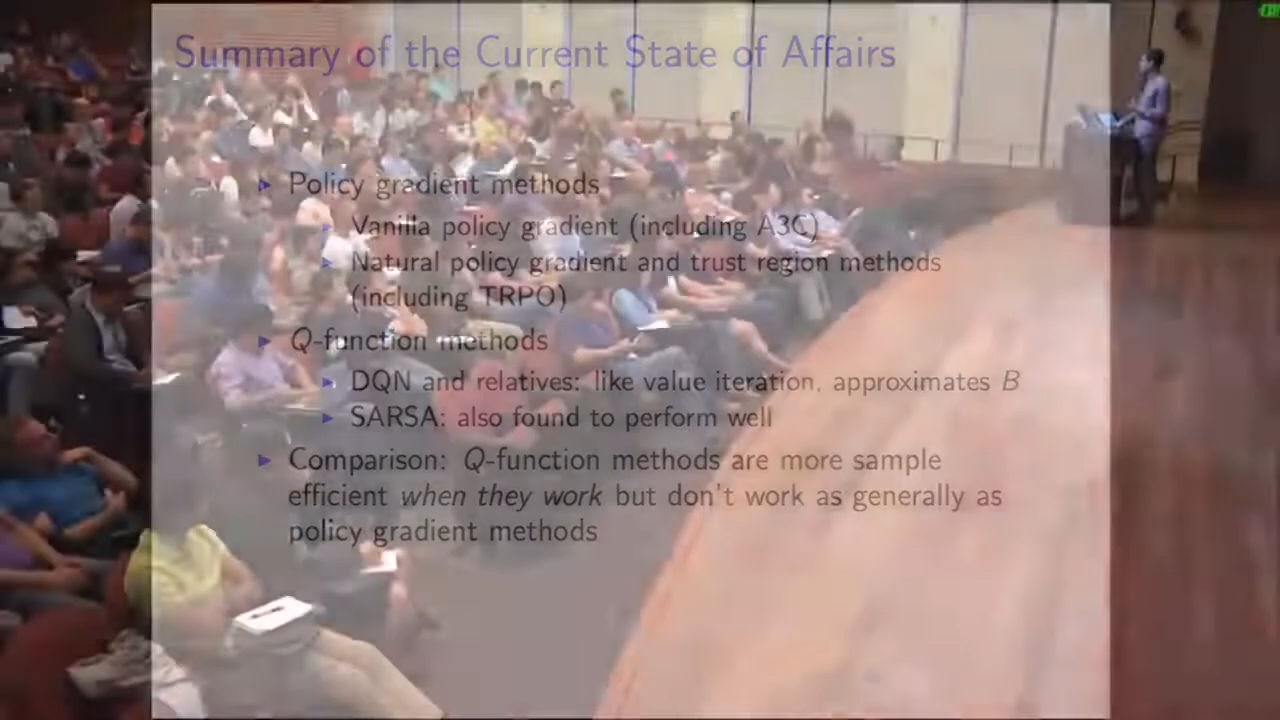 Summary of the Current State of Affairs
Policy gradient methods
Vanilla policy gradient (including A3C)
Natural policy gradient and trust region methods
(including TRPO)
Q-function methods
DQN and relatives: like value iteration, approximates B
SARSA: also found to perform well
Comparison: Q-function methods are more sample
efficient when they work but don't work as generally as
policy gradient methods